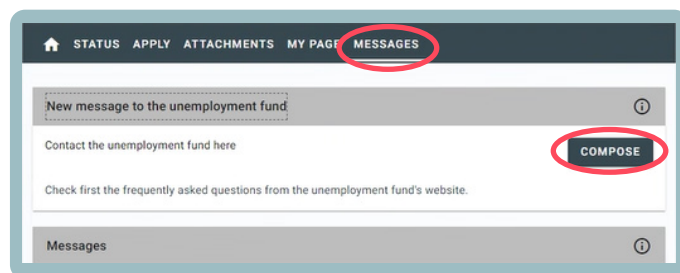 STATUS APPLY ATTACHMENTS MY PAGE MESSAGES
New message to the unemployment fund
Contact the unemployment fund here
COMPOSE
Check first the frequently asked questions from the unemployment fund's website.
Messages